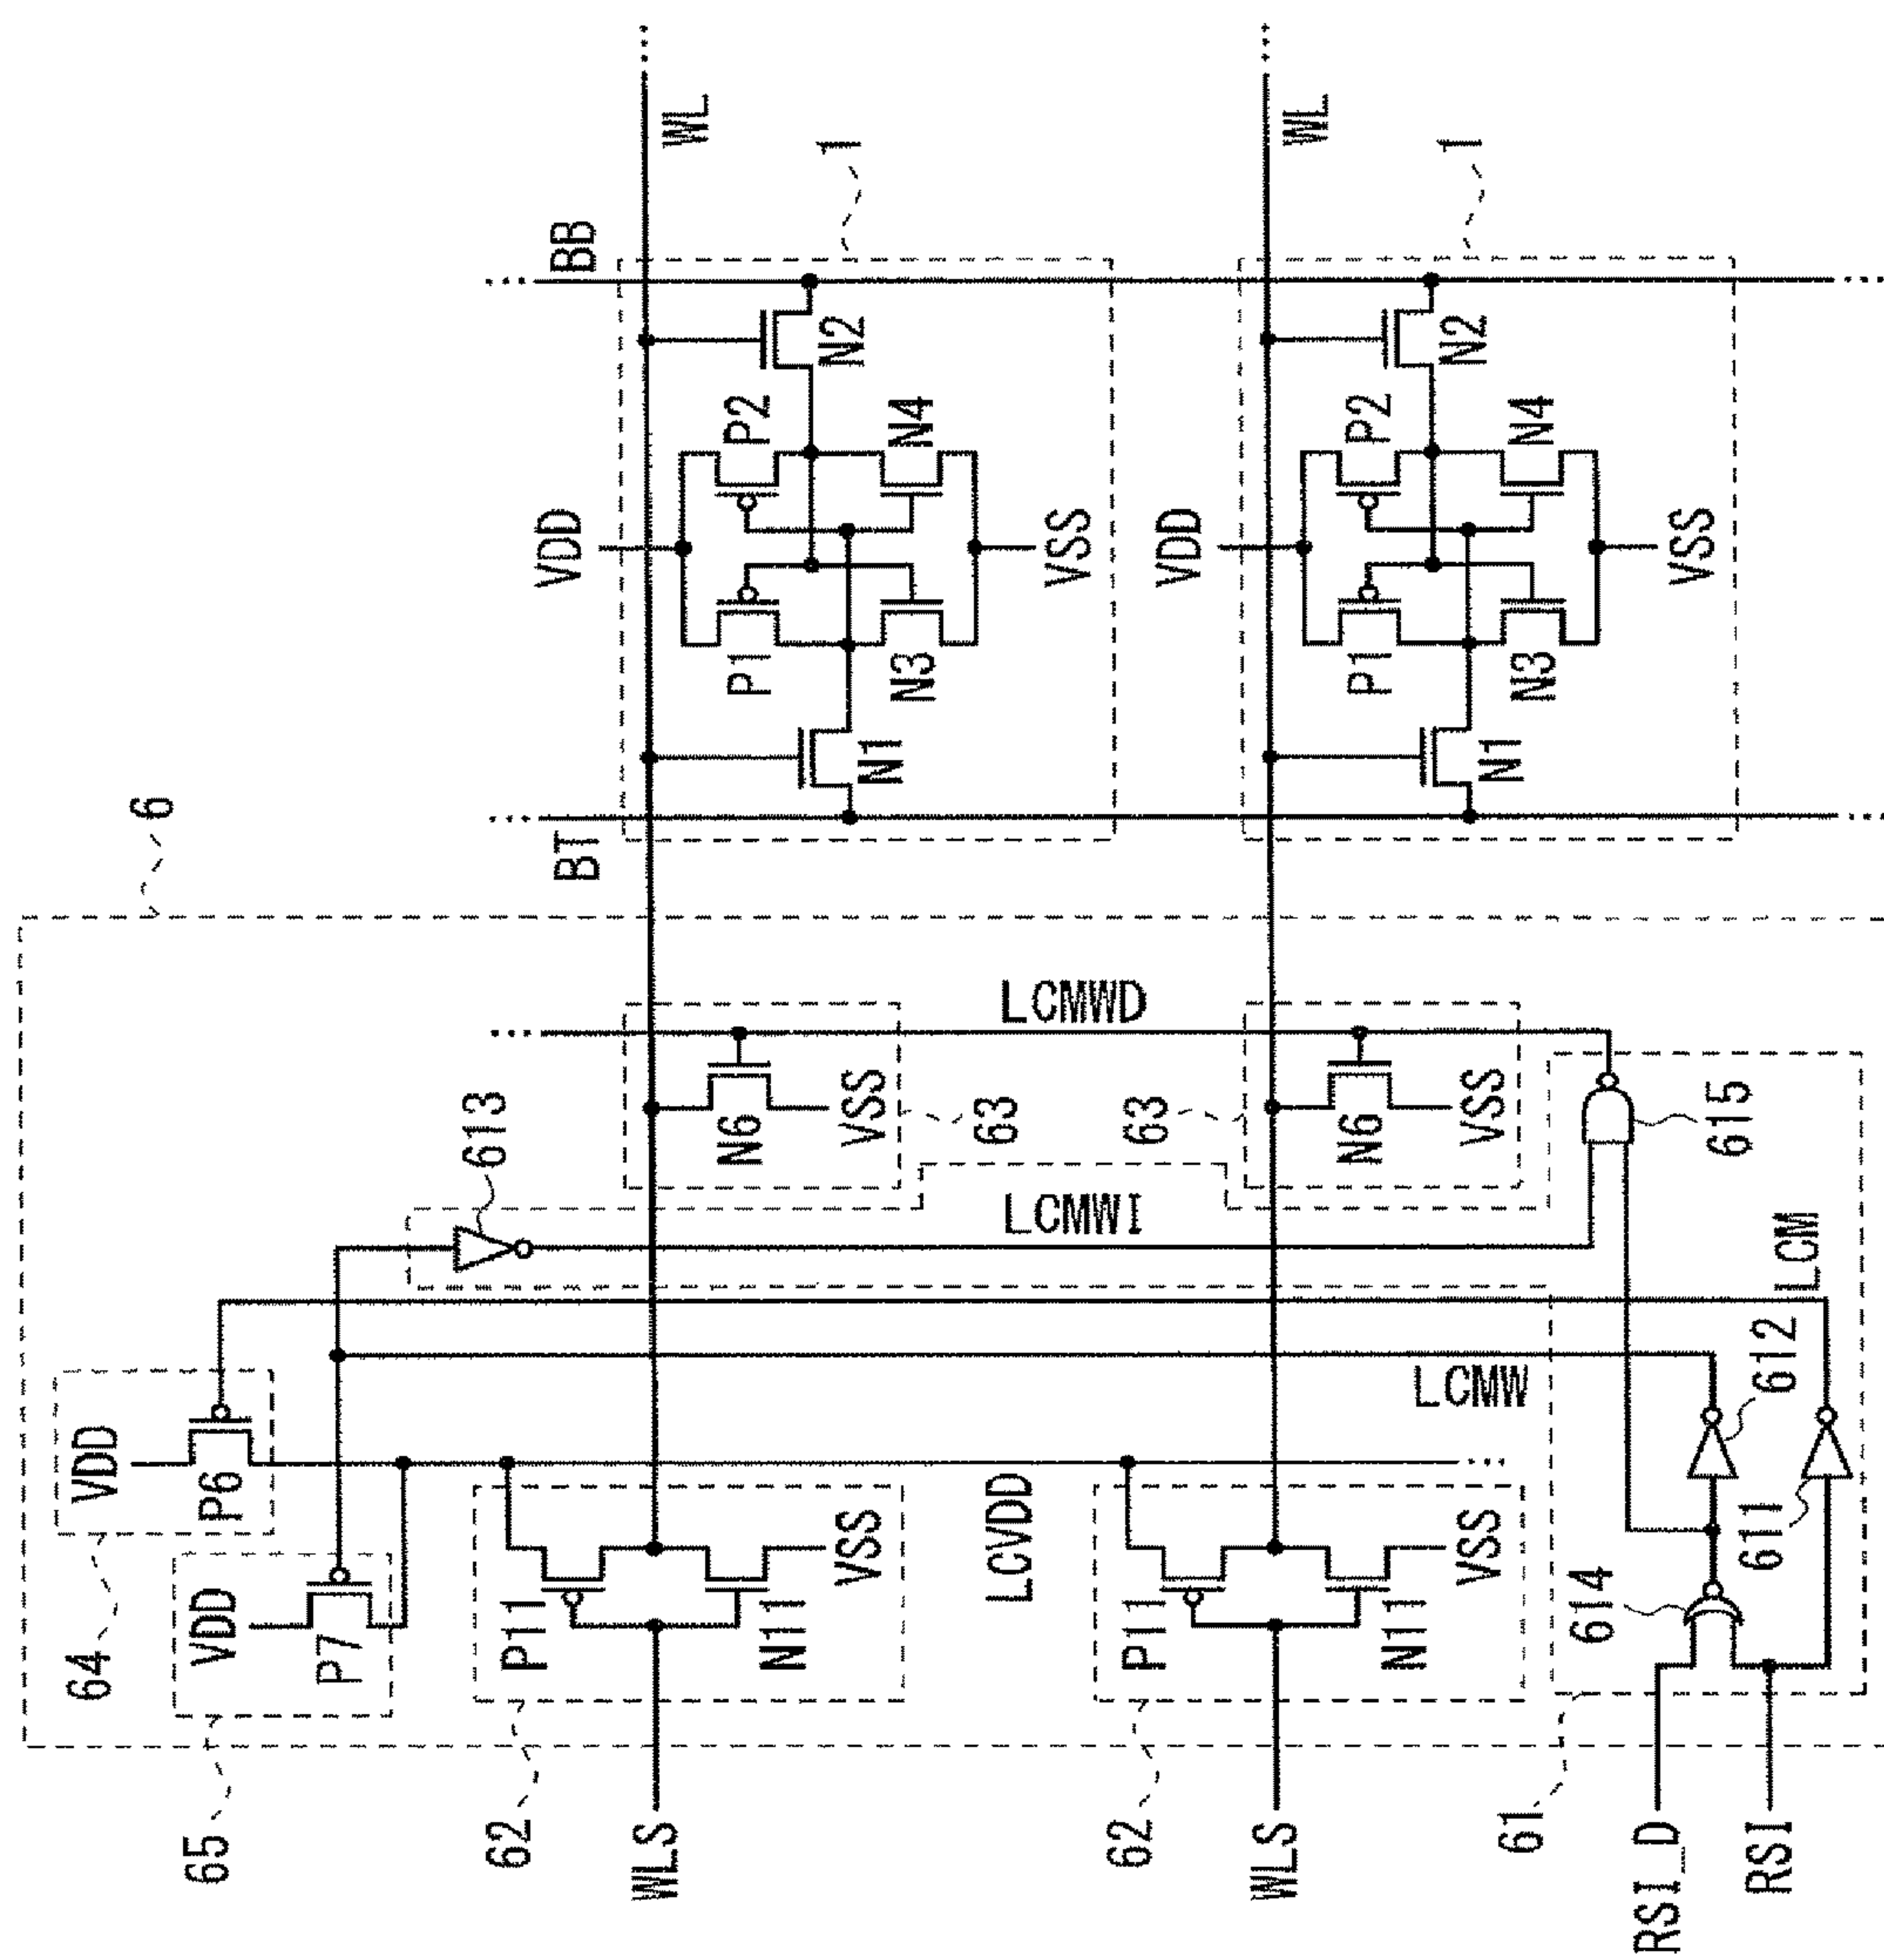 6
BT
BB
WL
1
VDD
P1
P2
N1
N2
N3
N4
VSS
WL
1
VDD
P1
P2
N1
N2
N3
N4
VSS
LCMWD
N6
VSS
63
63
N6
VSS
613
LCMWI
615
LCM
LCMW
612
611
614
64
VDD
P6
65
VDD
P7
LCVDD
62
P11
N11
VSS
WLS
62
P11
N11
VSS
WLS
61
RSI_D
RSI